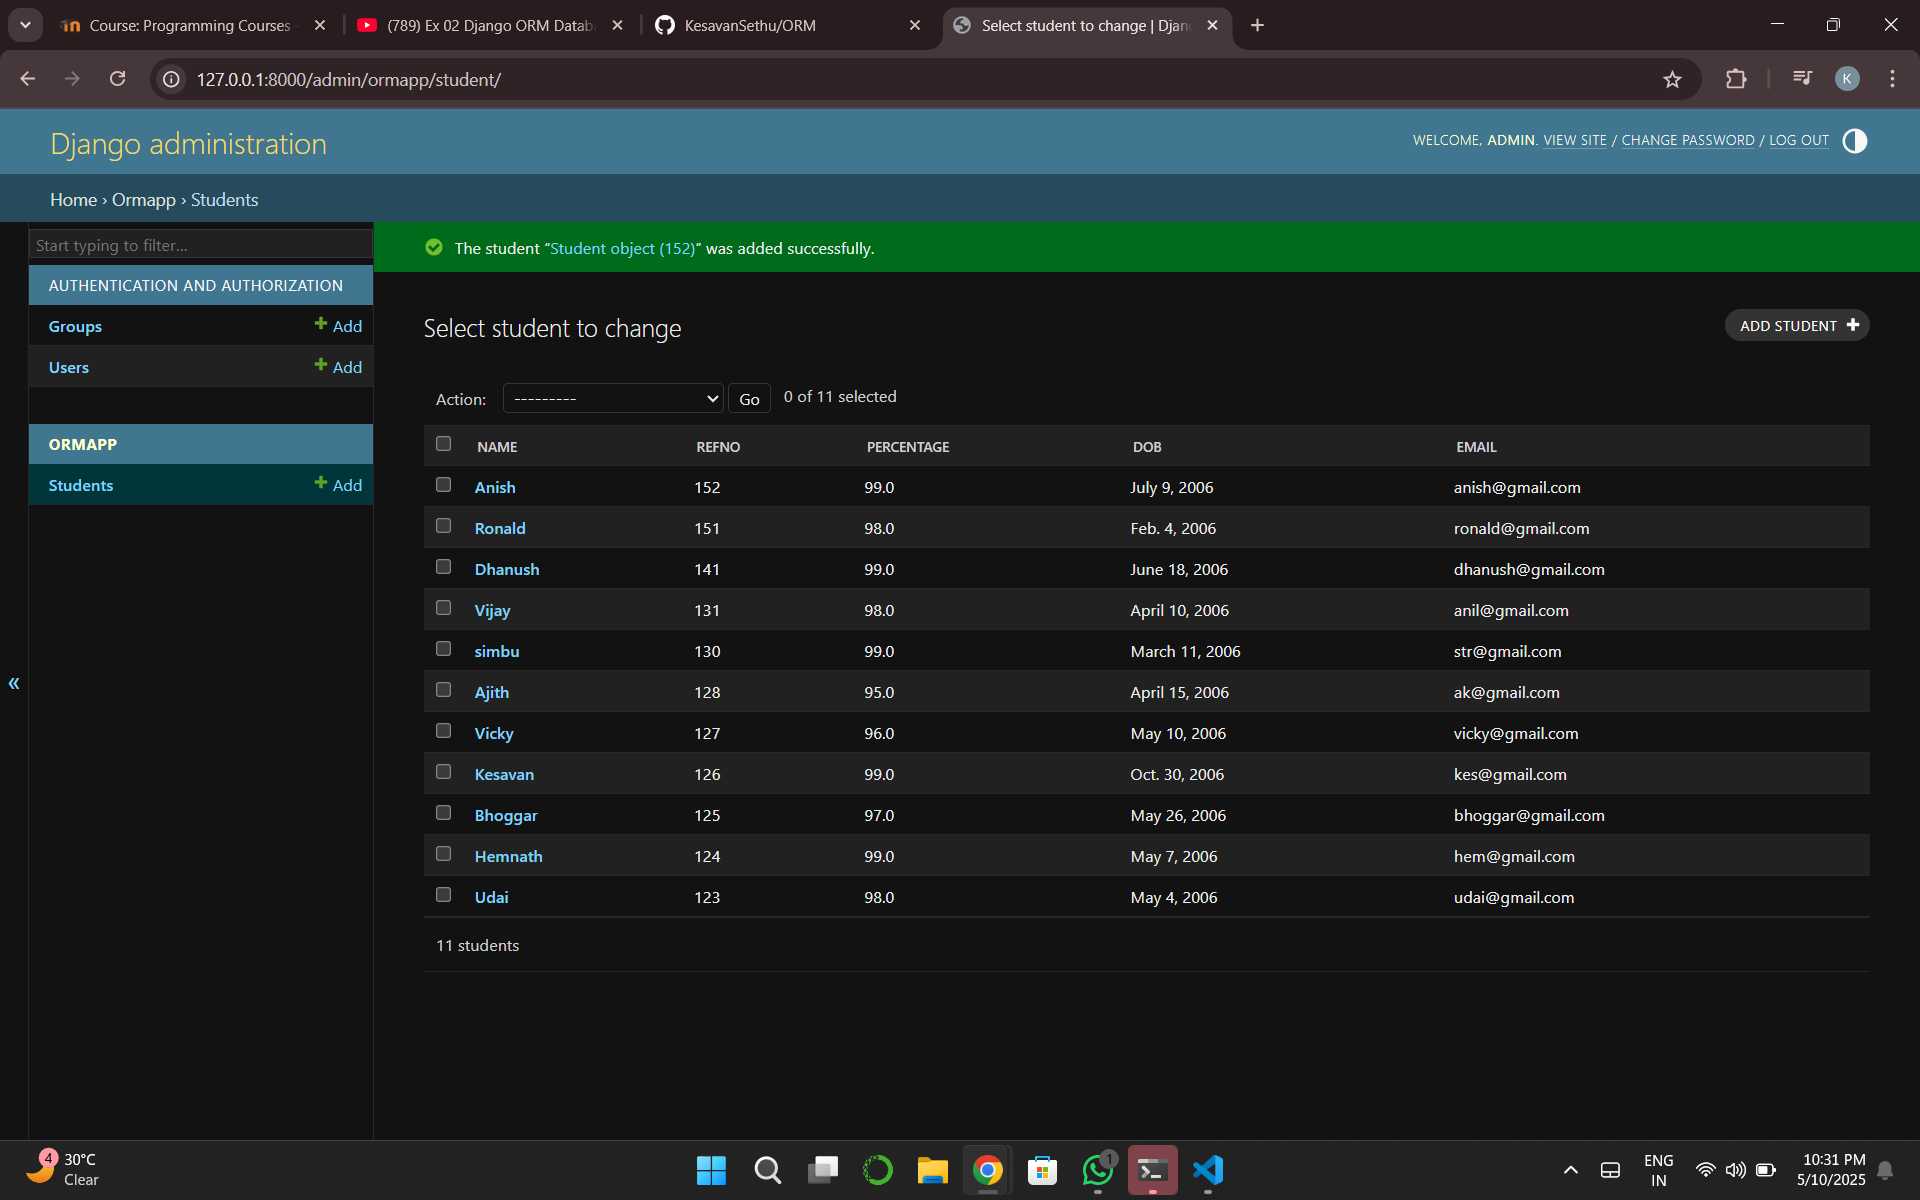 Course: Programming Courses
(789) Ex 02 Django ORM Datab
KesavanSethu/ORM
Select student to change | Djan
127.0.0.1:8000/admin/ormapp/student/
K
Django administration
WELCOME, ADMIN. VIEW SITE / CHANGE PASSWORD / LOG OUT
Home › Ormapp › Students
Start typing to filter...
AUTHENTICATION AND AUTHORIZATION
Groups + Add
Users + Add
ORMAPP
Students + Add
«
The student “Student object (152)” was added successfully.
Select student to change
ADD STUDENT +
Action: --------- Go 0 of 11 selected
NAME REFNO PERCENTAGE DOB EMAIL
Anish 152 99.0 July 9, 2006 anish@gmail.com
Ronald 151 98.0 Feb. 4, 2006 ronald@gmail.com
Dhanush 141 99.0 June 18, 2006 dhanush@gmail.com
Vijay 131 98.0 April 10, 2006 anil@gmail.com
simbu 130 99.0 March 11, 2006 str@gmail.com
Ajith 128 95.0 April 15, 2006 ak@gmail.com
Vicky 127 96.0 May 10, 2006 vicky@gmail.com
Kesavan 126 99.0 Oct. 30, 2006 kes@gmail.com
Bhoggar 125 97.0 May 26, 2006 bhoggar@gmail.com
Hemnath 124 99.0 May 7, 2006 hem@gmail.com
Udai 123 98.0 May 4, 2006 udai@gmail.com
11 students
4
30°C
Clear
1
ENG
IN
10:31 PM
5/10/2025